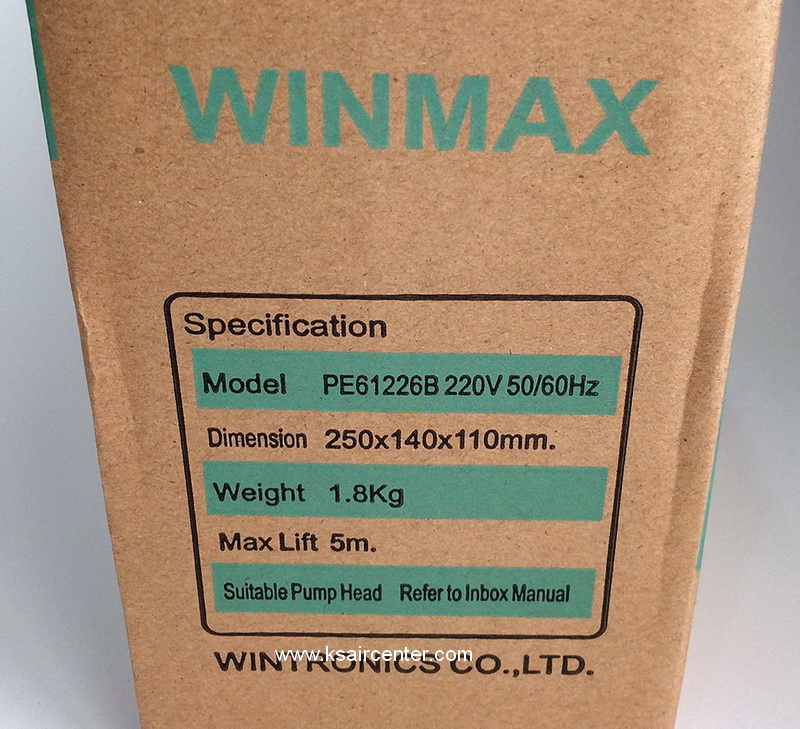 WINMAX
Specification
Model PE61226B 220V 50/60Hz
Dimension 250x140x110mm.
Weight 1.8Kg
Max Lift 5m.
Suitable Pump Head Refer to Inbox Manual
www.ksaircenter.com
WINTRONICS CO.,LTD.